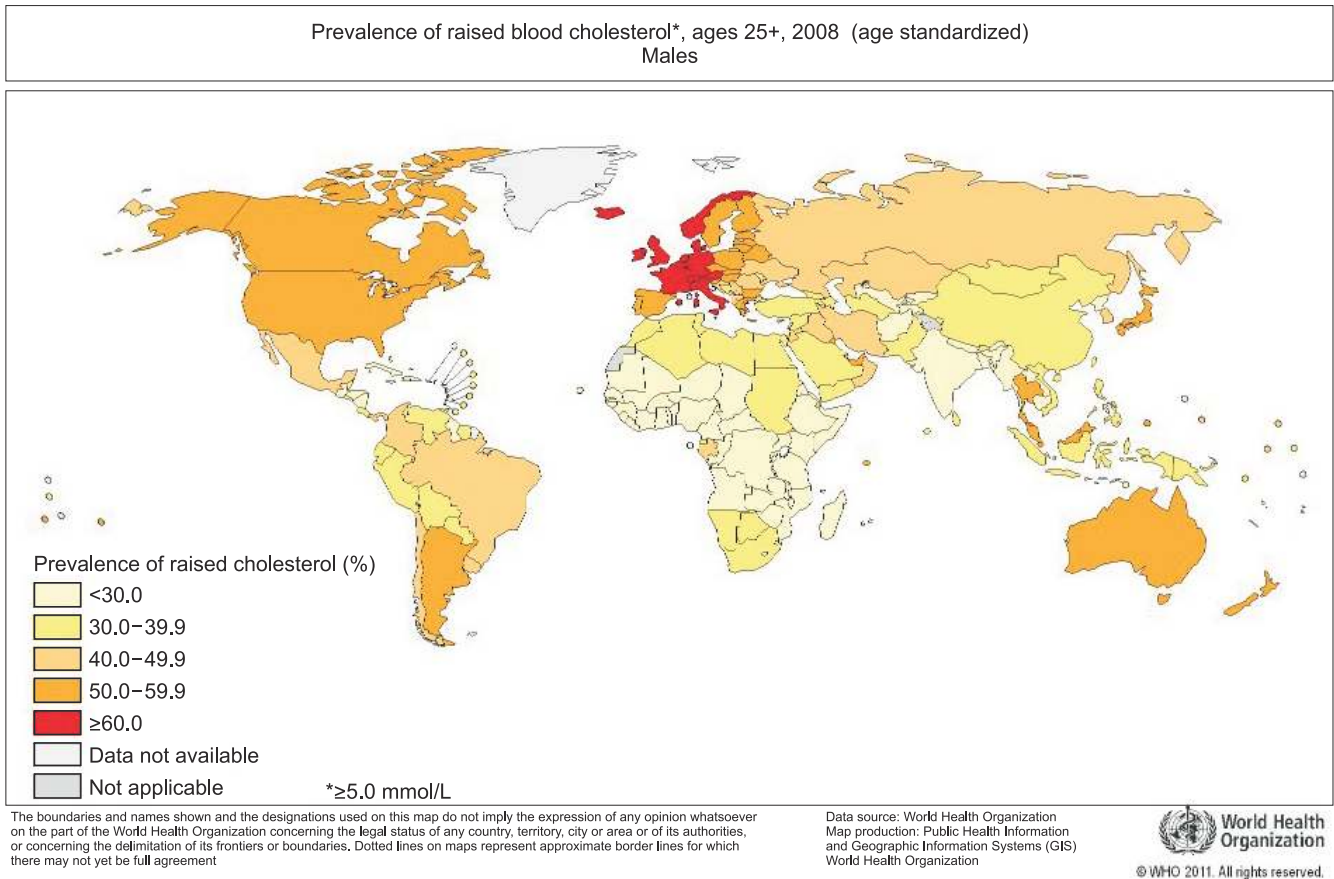 Prevalence of raised blood cholesterol*, ages 25+, 2008 (age standardized)
Males
Prevalence of raised cholesterol (%)
<30.0
30.0–39.9
40.0–49.9
50.0–59.9
≥60.0
Data not available
Not applicable
*≥5.0 mmol/L
The boundaries and names shown and the designations used on this map do not imply the expression of any opinion whatsoever
on the part of the World Health Organization concerning the legal status of any country, territory, city or area or of its authorities,
or concerning the delimitation of its frontiers or boundaries. Dotted lines on maps represent approximate border lines for which
there may not yet be full agreement
Data source: World Health Organization
Map production: Public Health Information
and Geographic Information Systems (GIS)
World Health Organization
World Health
Organization
© WHO 2011. All rights reserved.